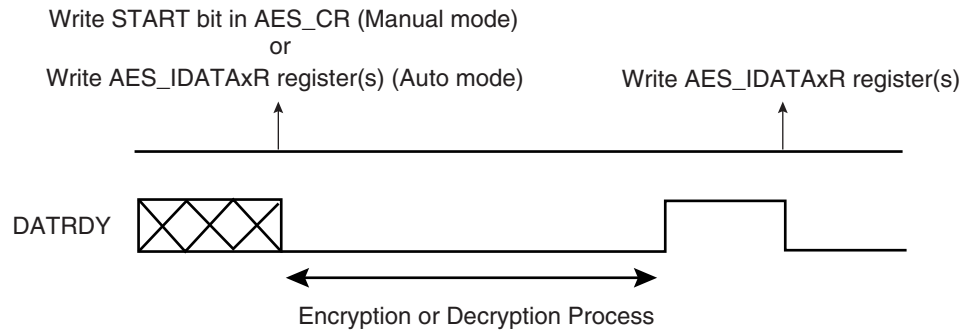 Write START bit in AES_CR (Manual mode)
or
Write AES_IDATAxR register(s) (Auto mode)
Write AES_IDATAxR register(s)
DATRDY
Encryption or Decryption Process